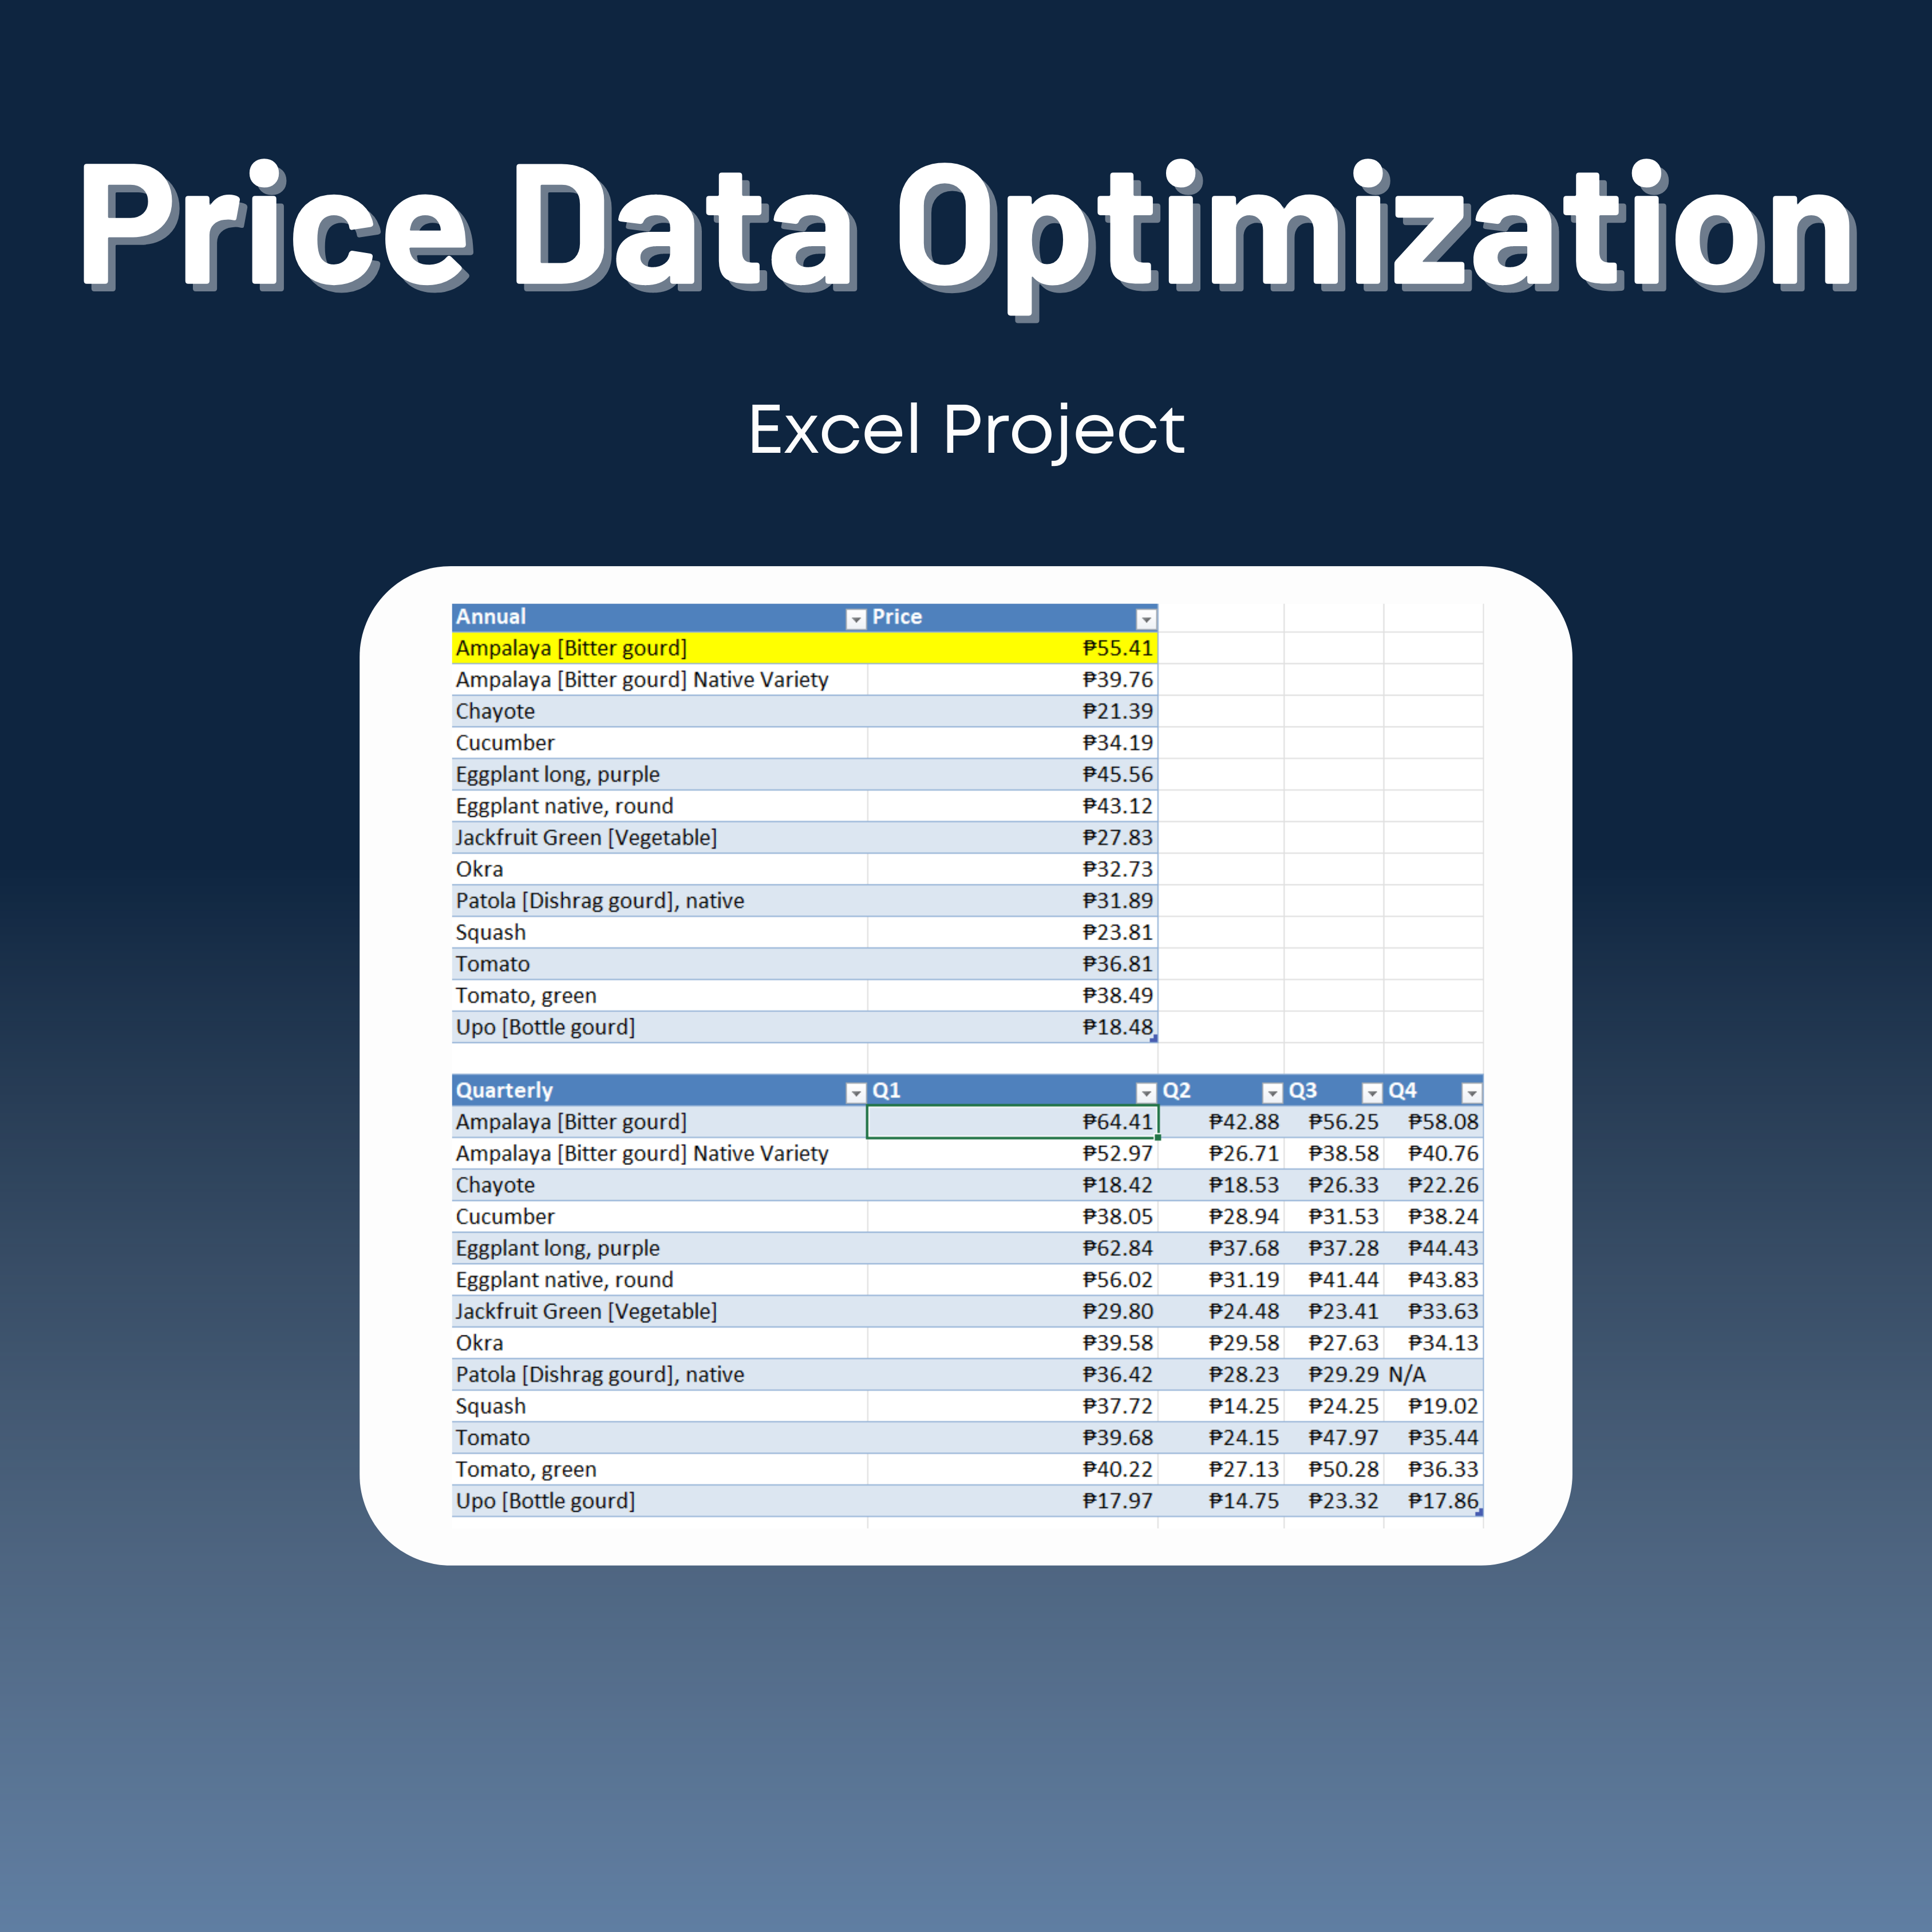 Price Data Optimization
Excel Project
Annual Price
Ampalaya [Bitter gourd] ₱55.41
Ampalaya [Bitter gourd] Native Variety ₱39.76
Chayote ₱21.39
Cucumber ₱34.19
Eggplant long, purple ₱45.56
Eggplant native, round ₱43.12
Jackfruit Green [Vegetable] ₱27.83
Okra ₱32.73
Patola [Dishrag gourd], native ₱31.89
Squash ₱23.81
Tomato ₱36.81
Tomato, green ₱38.49
Upo [Bottle gourd] ₱18.48
Quarterly Q1 Q2 Q3 Q4
Ampalaya [Bitter gourd] ₱64.41 ₱42.88 ₱56.25 ₱58.08
Ampalaya [Bitter gourd] Native Variety ₱52.97 ₱26.71 ₱38.58 ₱40.76
Chayote ₱18.42 ₱18.53 ₱26.33 ₱22.26
Cucumber ₱38.05 ₱28.94 ₱31.53 ₱38.24
Eggplant long, purple ₱62.84 ₱37.68 ₱37.28 ₱44.43
Eggplant native, round ₱56.02 ₱31.19 ₱41.44 ₱43.83
Jackfruit Green [Vegetable] ₱29.80 ₱24.48 ₱23.41 ₱33.63
Okra ₱39.58 ₱29.58 ₱27.63 ₱34.13
Patola [Dishrag gourd], native ₱36.42 ₱28.23 ₱29.29 N/A
Squash ₱37.72 ₱14.25 ₱24.25 ₱19.02
Tomato ₱39.68 ₱24.15 ₱47.97 ₱35.44
Tomato, green ₱40.22 ₱27.13 ₱50.28 ₱36.33
Upo [Bottle gourd] ₱17.97 ₱14.75 ₱23.32 ₱17.86